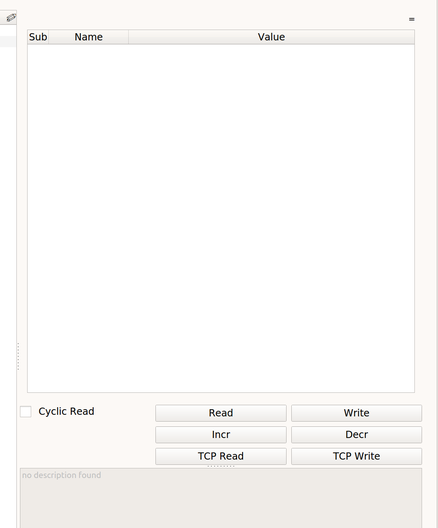 Sub Name Value
Cyclic Read Read Write
Incr Decr
TCP Read TCP Write
no description found